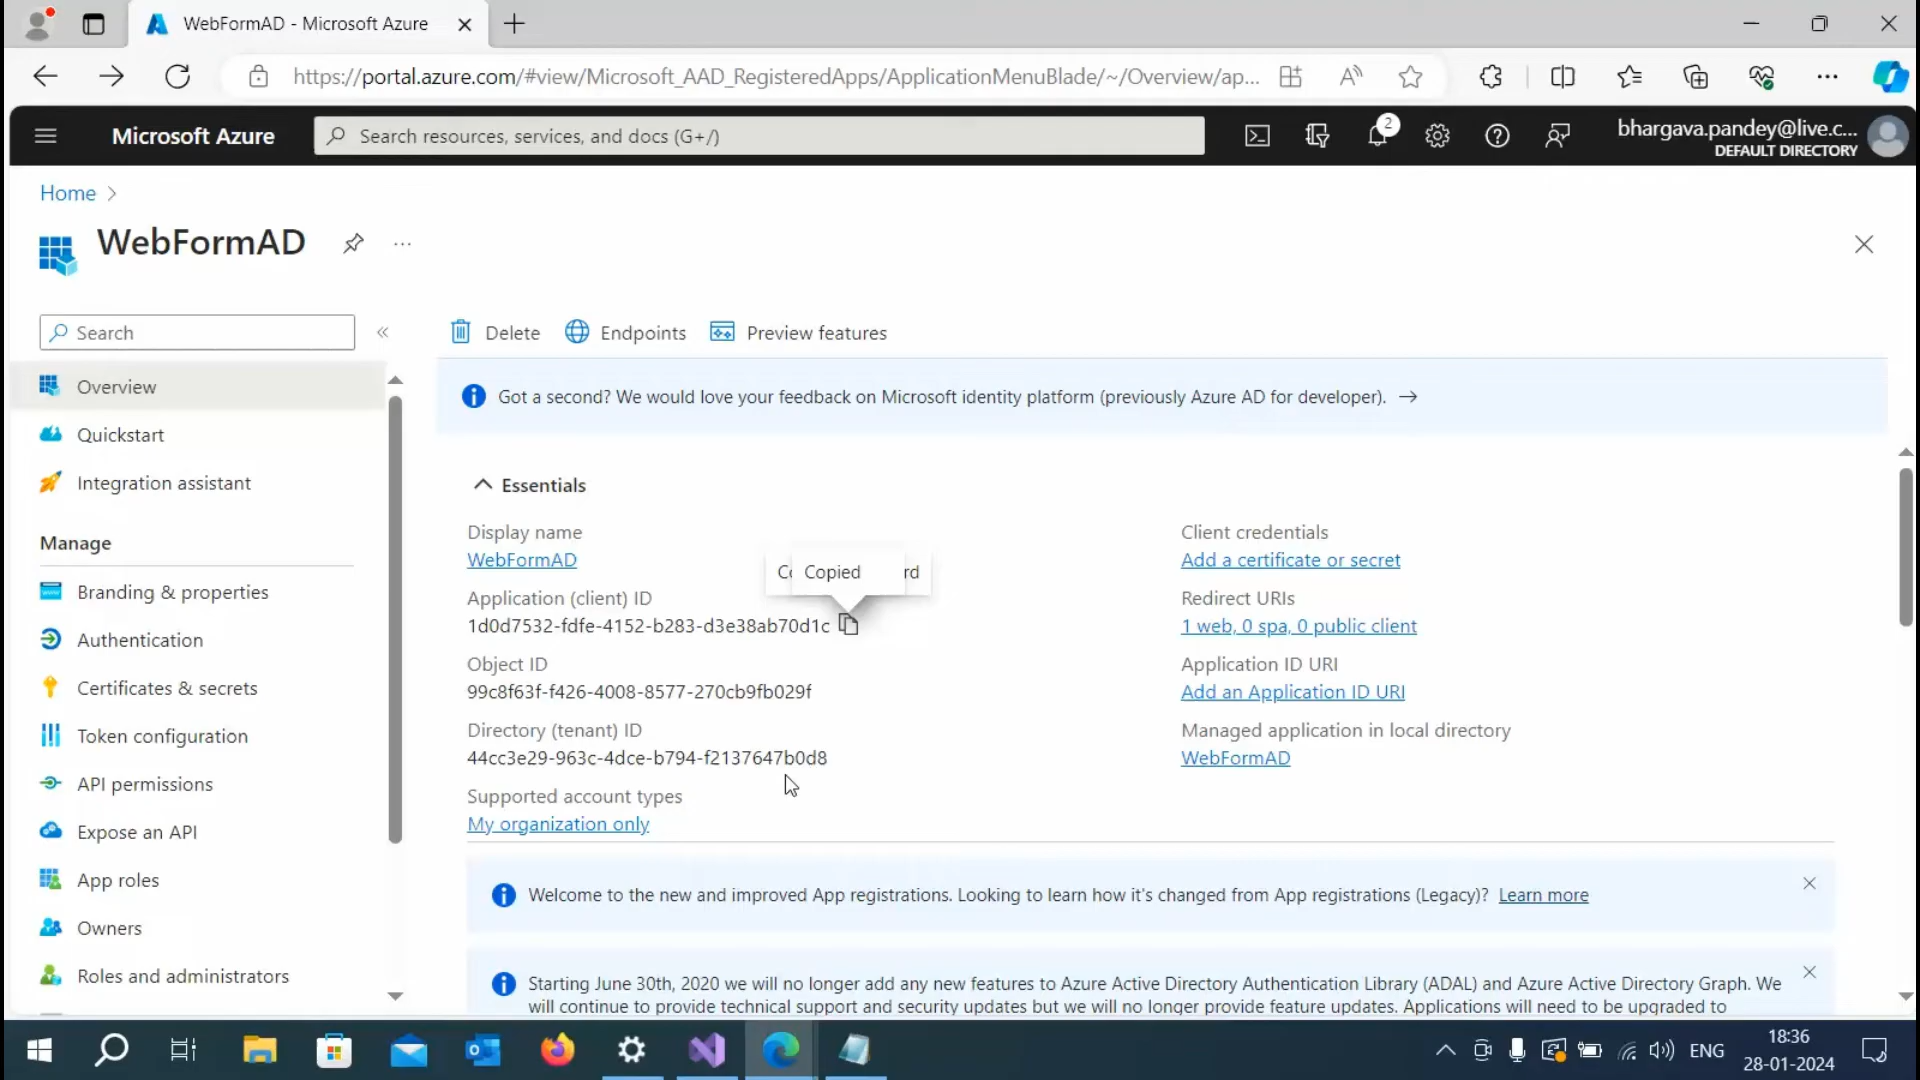 WebFormAD - Microsoft Azure
https://portal.azure.com/#view/Microsoft_AAD_RegisteredApps/ApplicationMenuBlade/~/Overview/ap...
Microsoft Azure
Search resources, services, and docs (G+/)
2
bhargava.pandey@live.c...
DEFAULT DIRECTORY
Home
WebFormAD
Search
Delete
Endpoints
Preview features
Overview
Quickstart
Integration assistant
Manage
Branding & properties
Authentication
Certificates & secrets
Token configuration
API permissions
Expose an API
App roles
Owners
Roles and administrators
Got a second? We would love your feedback on Microsoft identity platform (previously Azure AD for developer).
Essentials
Display name
WebFormAD
Copied
Application (client) ID
1d0d7532-fdfe-4152-b283-d3e38ab70d1c
Object ID
99c8f63f-f426-4008-8577-270cb9fb029f
Directory (tenant) ID
44cc3e29-963c-4dce-b794-f2137647b0d8
Supported account types
My organization only
Client credentials
Add a certificate or secret
Redirect URIs
1 web, 0 spa, 0 public client
Application ID URI
Add an Application ID URI
Managed application in local directory
WebFormAD
Welcome to the new and improved App registrations. Looking to learn how it's changed from App registrations (Legacy)? Learn more
Starting June 30th, 2020 we will no longer add any new features to Azure Active Directory Authentication Library (ADAL) and Azure Active Directory Graph. We
will continue to provide technical support and security updates but we will no longer provide feature updates. Applications will need to be upgraded to
ENG
18:36
28-01-2024